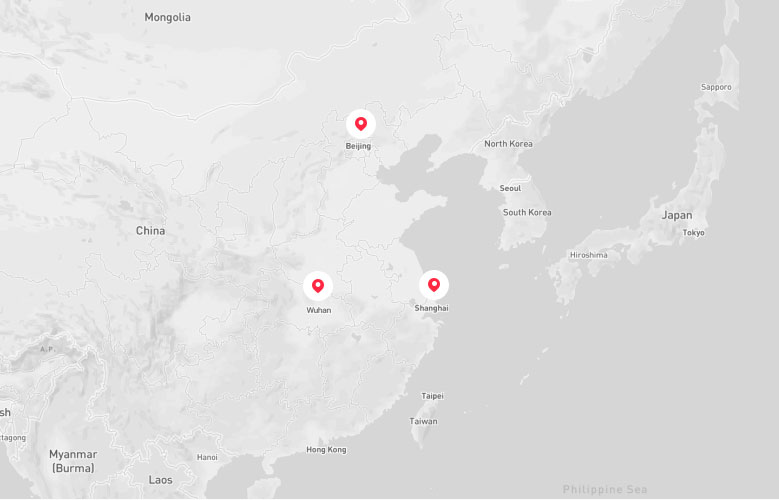 Mongolia
Sapporo
Beijing
North Korea
Seoul
South Korea
Japan
China
Tokyo
Hiroshima
Wuhan
Shanghai
A.P.
Taipei
sh
Taiwan
tagong
Hong Kong
Myanmar
(Burma)
Hanoi
Laos
Philippine Sea